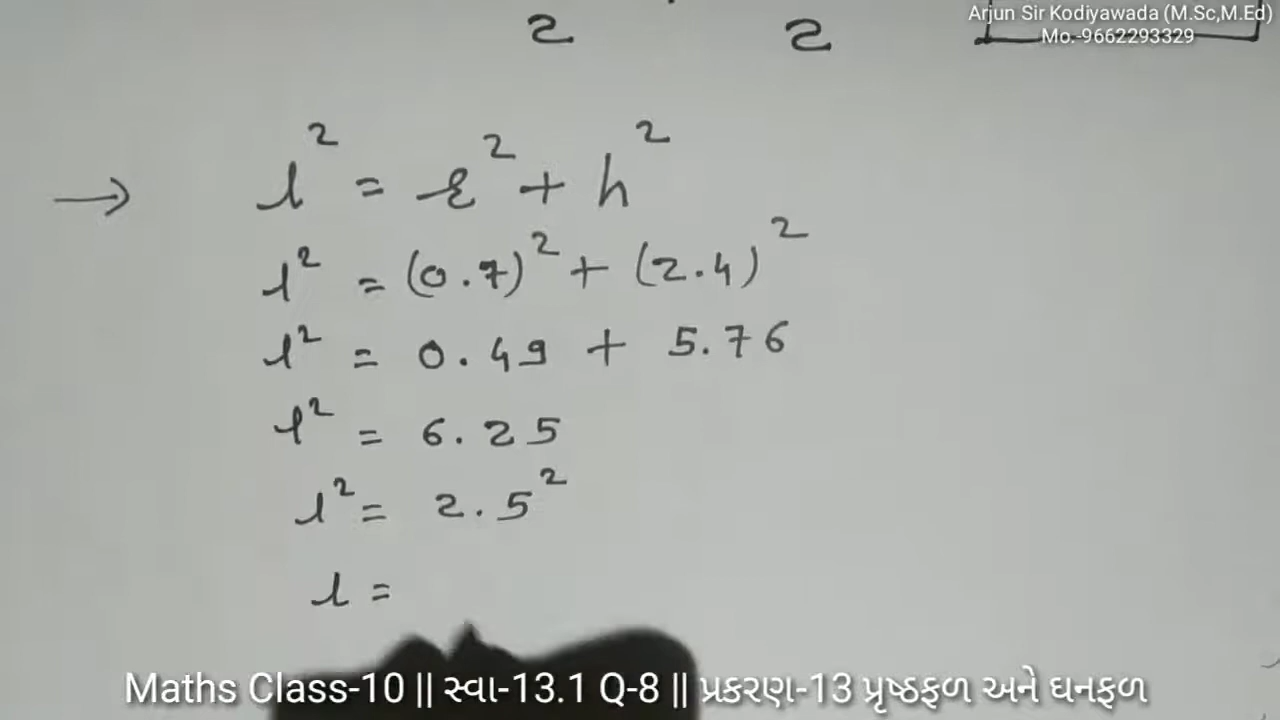 Arjun Sir Kodiyawada (M.Sc,M.Ed)
Mo.-9662293329
2 2
→ l² = r² + h²
l² = (0.7)² + (2.4)²
l² = 0.49 + 5.76
l² = 6.25
l² = 2.5²
l =
Maths Class-10 || સ્વા-13.1 Q-8 || પ્રકરણ-13 પૃષ્ઠફળ અને ઘનફળ